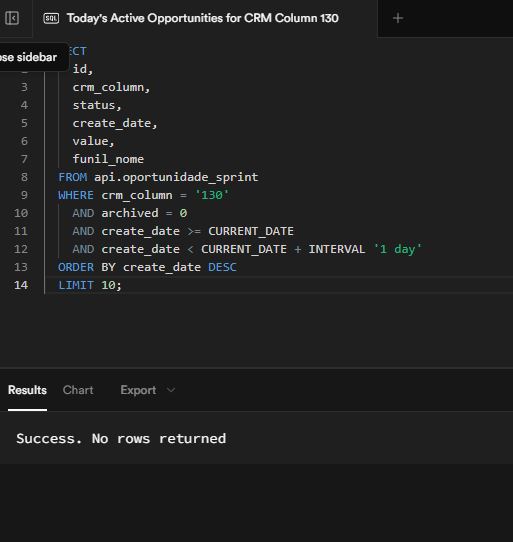 SQL Today's Active Opportunities for CRM Column 130
ose sidebar
ECT
id,
3 crm_column,
4 status,
5 create_date,
6 value,
7 funil_nome
8 FROM api.oportunidade_sprint
9 WHERE crm_column = '130'
10 AND archived = 0
11 AND create_date >= CURRENT_DATE
12 AND create_date < CURRENT_DATE + INTERVAL '1 day'
13 ORDER BY create_date DESC
14 LIMIT 10;
Results Chart Export
Success. No rows returned